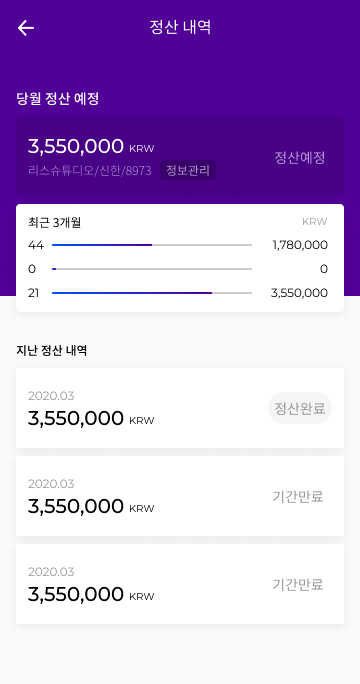 정산 내역
당월 정산 예정
3,550,000 KRW
정산예정
리스슈튜디오/신한/8973 정보관리
최근 3개월 KRW
44 1,780,000
0 0
21 3,550,000
지난 정산 내역
2020.03
3,550,000 KRW
정산완료
2020.03
3,550,000 KRW
기간만료
2020.03
3,550,000 KRW
기간만료